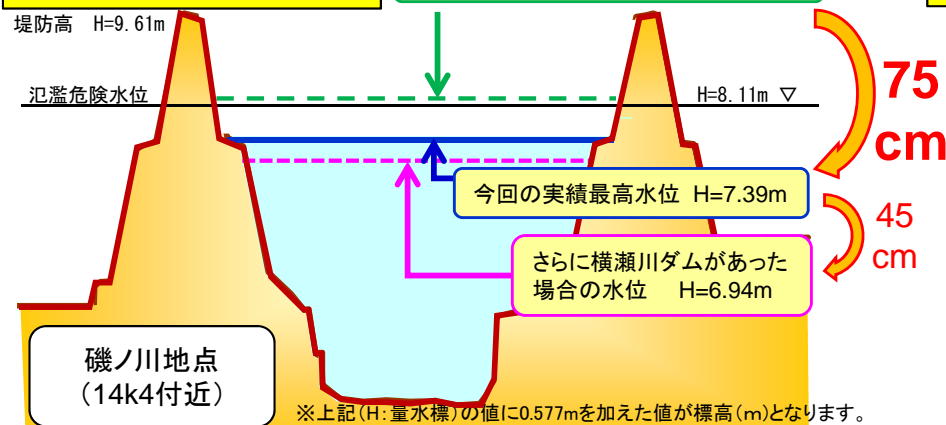 堤防高 H=9.61m
氾濫危険水位
H=8.11m ▽
75
cm
今回の実績最高水位 H=7.39m
45
cm
さらに横瀬川ダムがあった
場合の水位 H=6.94m
磯ノ川地点
（14k4付近）
※上記（H:量水標）の値に0.577mを加えた値が標高（m）となります。